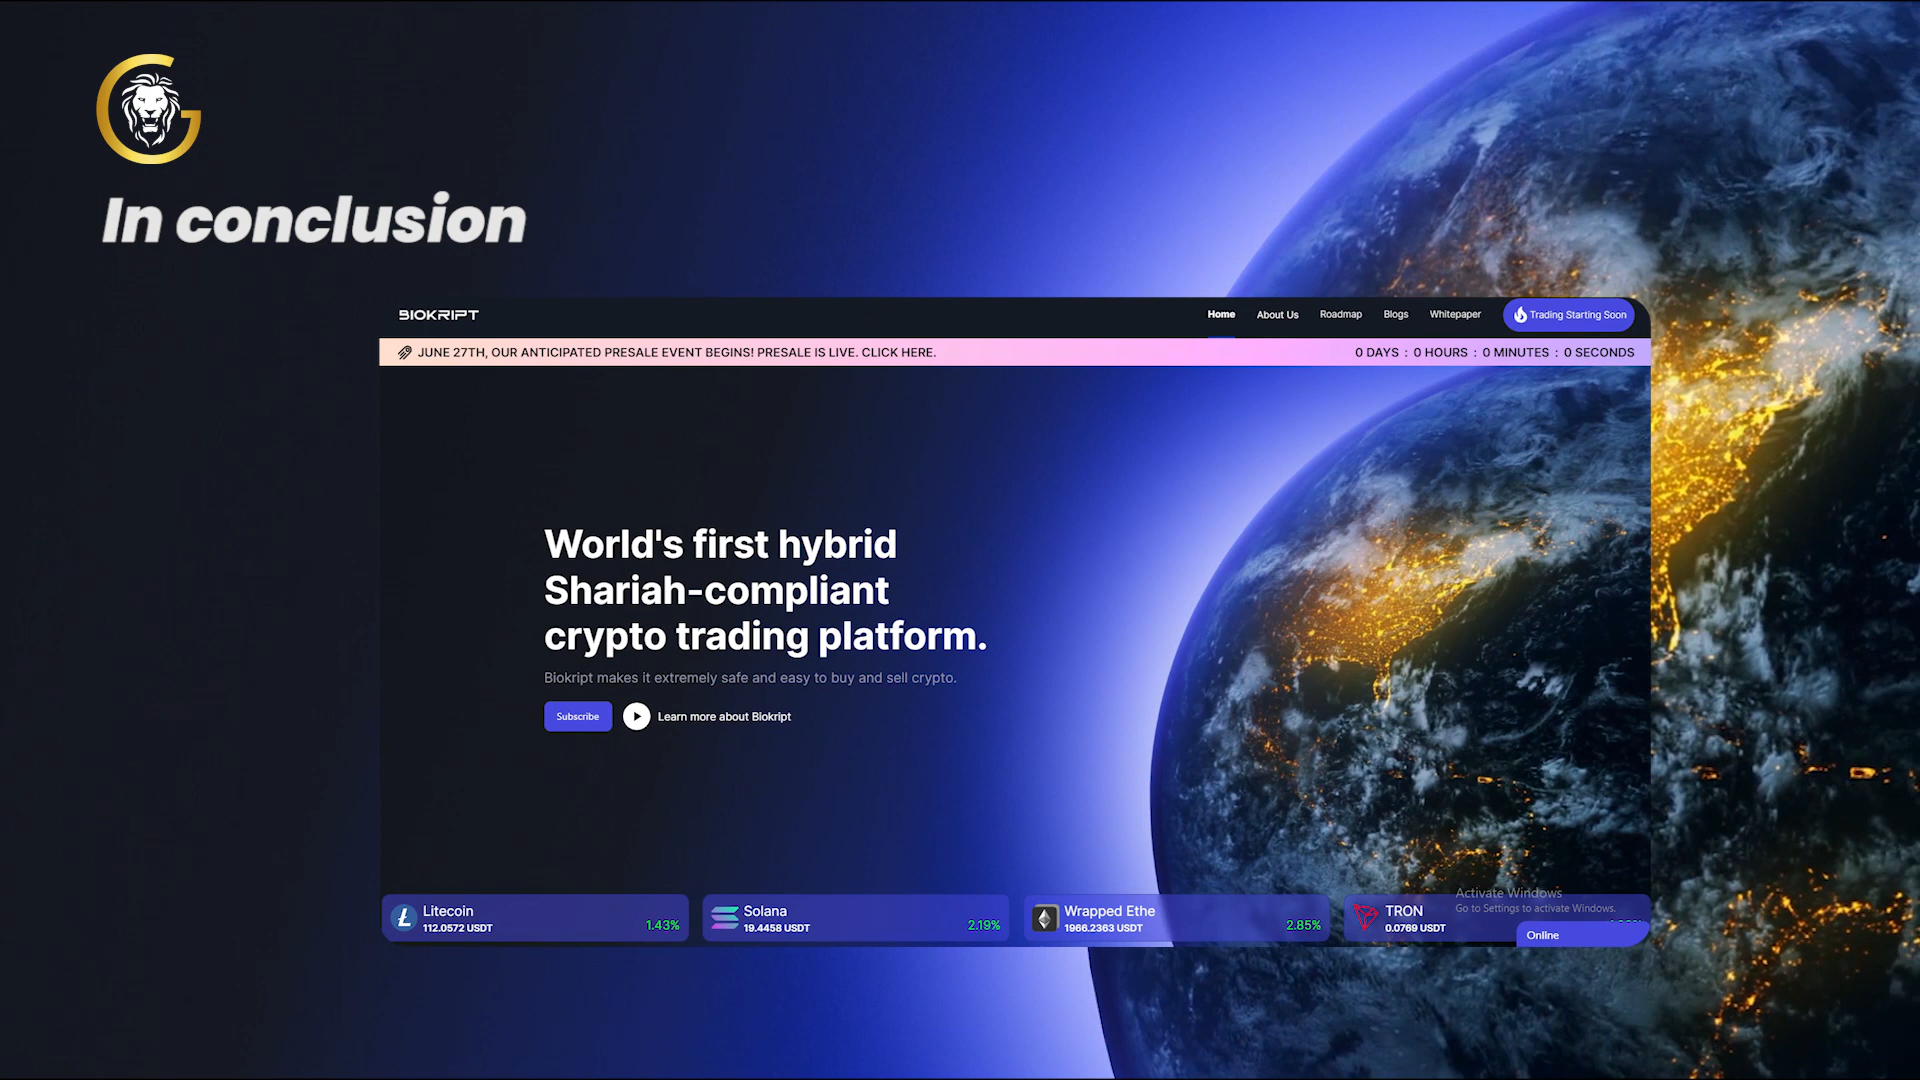 In conclusion
BIOKRIPT
Home About Us Roadmap Blogs Whitepaper Trading Starting Soon
JUNE 27TH, OUR ANTICIPATED PRESALE EVENT BEGINS! PRESALE IS LIVE. CLICK HERE. 0 DAYS : 0 HOURS : 0 MINUTES : 0 SECONDS
World's first hybrid
Shariah-compliant
crypto trading platform.
Biokript makes it extremely safe and easy to buy and sell crypto.
Subscribe Learn more about Biokript
Activate Windows
Go to Settings to activate Windows.
Litecoin
112.0572 USDT 1.43%
Solana
19.4458 USDT 2.19%
Wrapped Ethe
1966.2363 USDT 2.85%
TRON
0.0769 USDT
Online